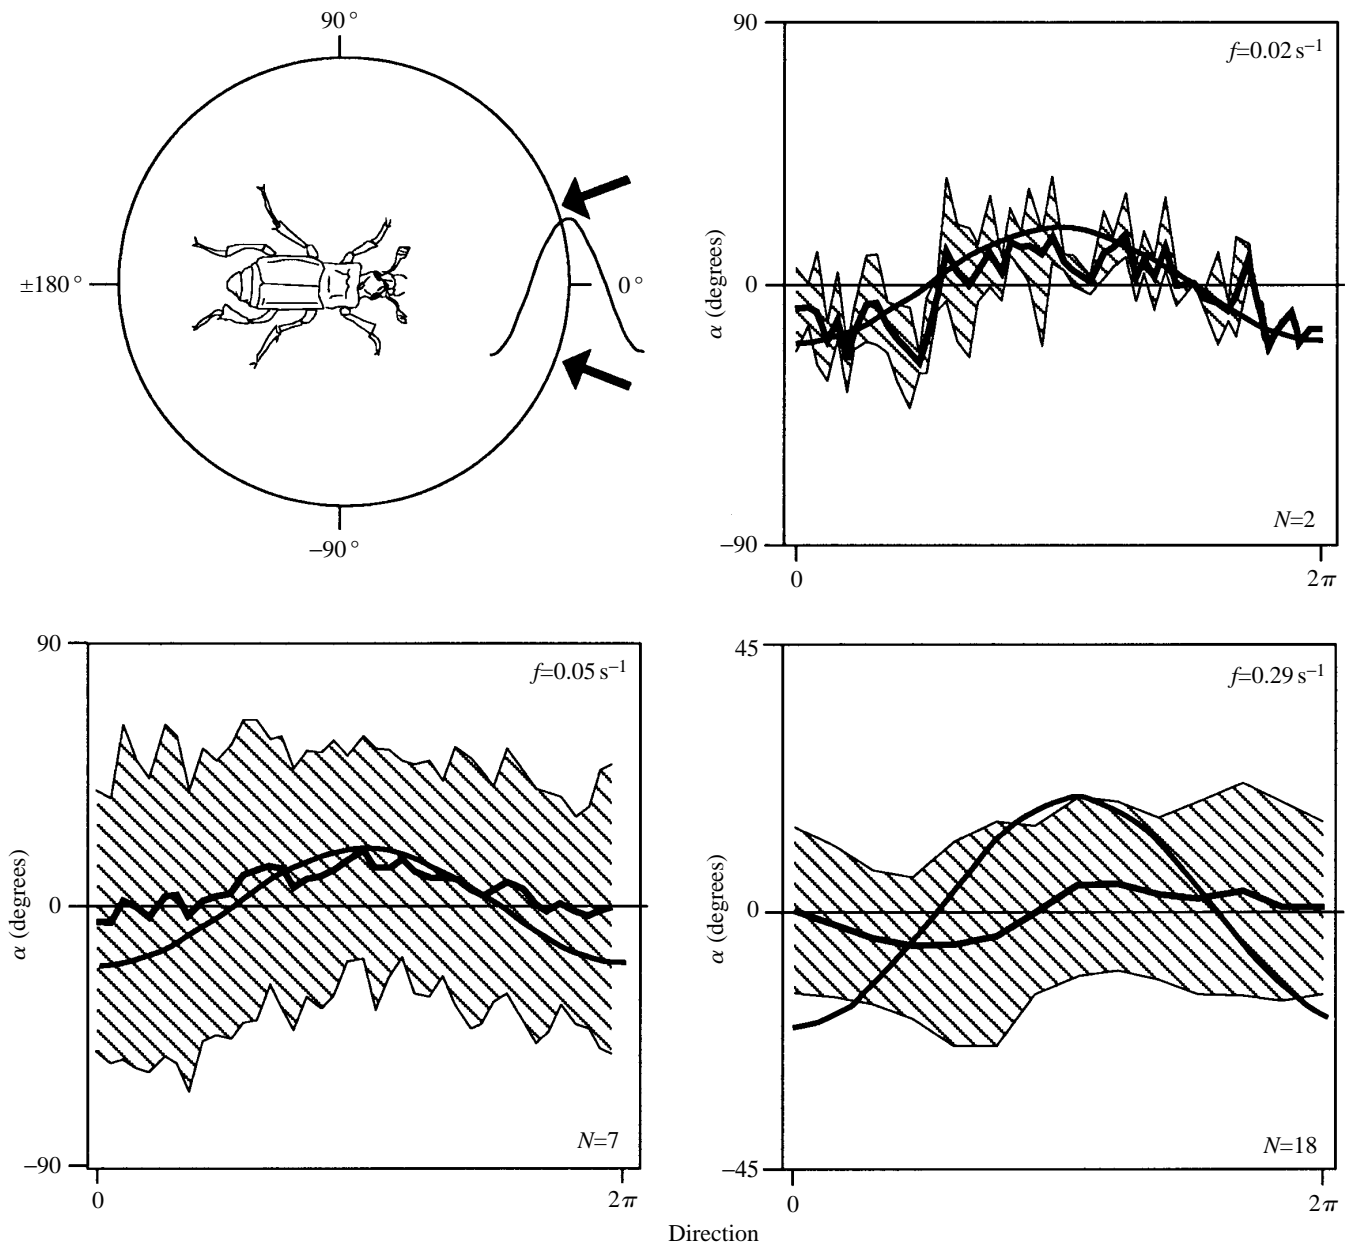 90°
±180°
0°
−90°
90
f=0.02 s−1
α (degrees)
0
N=2
−90
0
2π
90
f=0.05 s−1
α (degrees)
0
N=7
−90
0
2π
45
f=0.29 s−1
α (degrees)
0
N=18
−45
0
2π
Direction